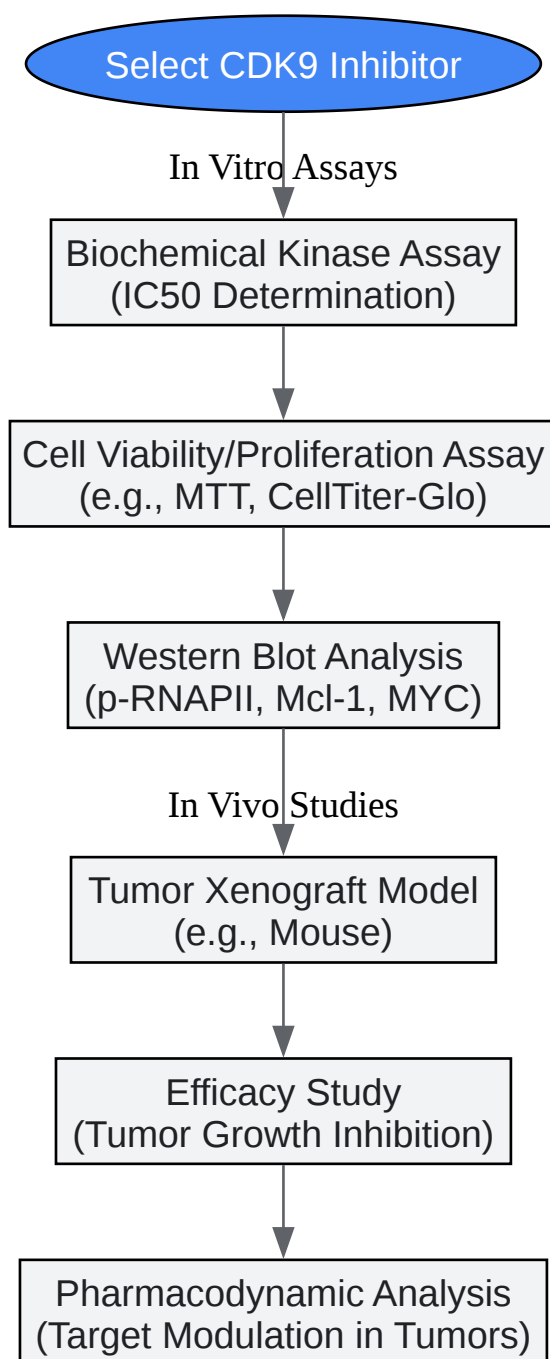 Select CDK9 Inhibitor
In Vitro Assays
Biochemical Kinase Assay
(IC50 Determination)
Cell Viability/Proliferation Assay
(e.g., MTT, CellTiter-Glo)
Western Blot Analysis
(p-RNAPII, Mcl-1, MYC)
In Vivo Studies
Tumor Xenograft Model
(e.g., Mouse)
Efficacy Study
(Tumor Growth Inhibition)
Pharmacodynamic Analysis
(Target Modulation in Tumors)